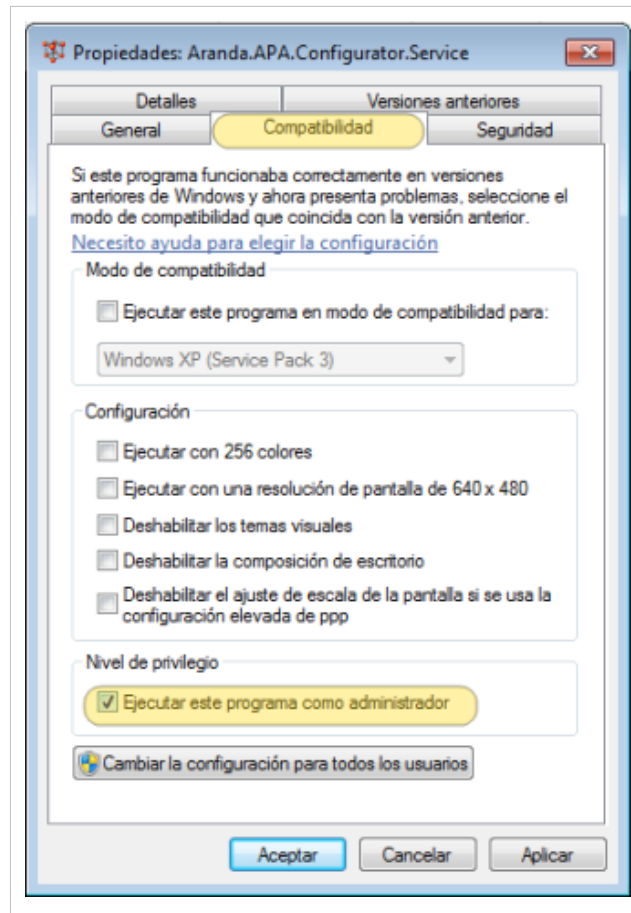 Propiedades: Aranda.APA.Configurator.Service
Detalles
Versiones anteriores
General
Compatibilidad
Seguridad
Si este programa funcionaba correctamente en versiones
anteriores de Windows y ahora presenta problemas, seleccione el
modo de compatibilidad que coincida con la versión anterior.
Necesito ayuda para elegir la configuración
Modo de compatibilidad
Ejecutar este programa en modo de compatibilidad para:
Windows XP (Service Pack 3)
Configuración
Ejecutar con 256 colores
Ejecutar con una resolución de pantalla de 640 x 480
Deshabilitar los temas visuales
Deshabilitar la composición de escritorio
Deshabilitar el ajuste de escala de la pantalla si se usa la
configuración elevada de ppp
Nivel de privilegio
Ejecutar este programa como administrador
Cambiar la configuración para todos los usuarios
Aceptar
Cancelar
Aplicar